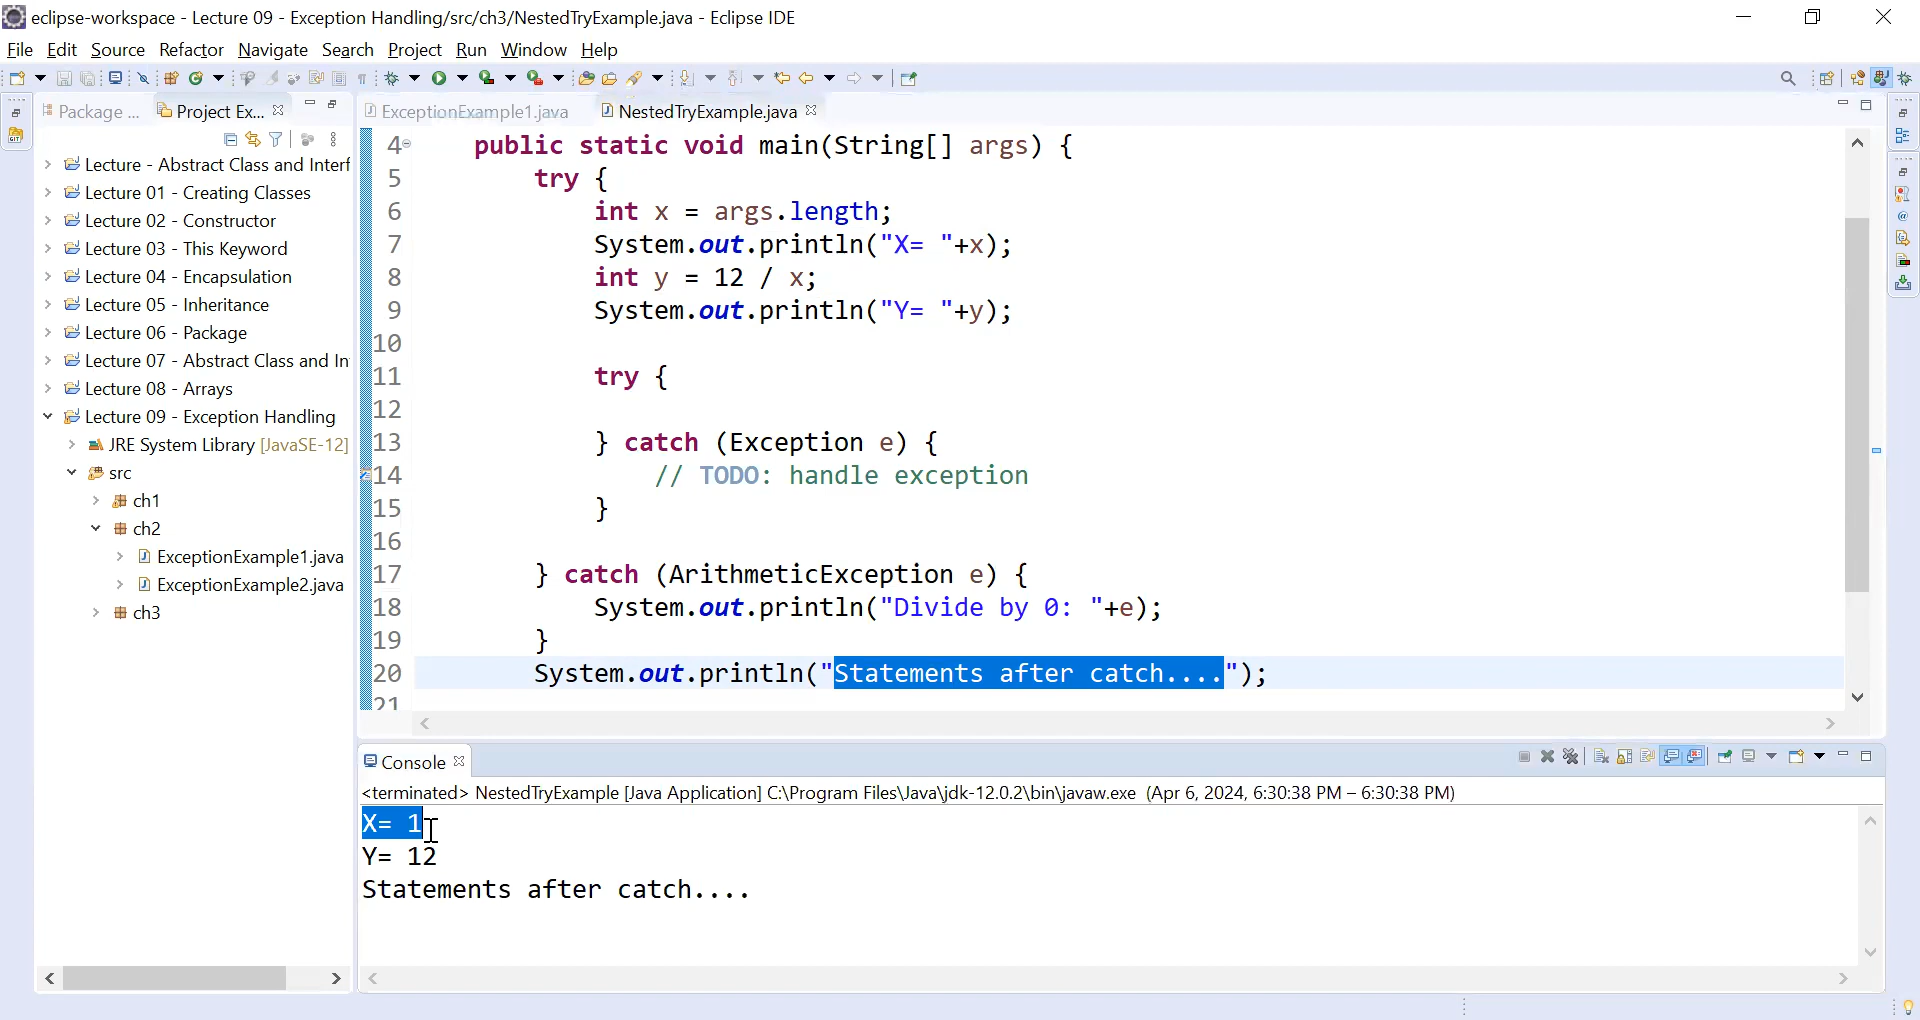 eclipse-workspace - Lecture 09 - Exception Handling/src/ch3/NestedTryExample.java - Eclipse IDE
File Edit Source Refactor Navigate Search Project Run Window Help
Package ... Project Ex...
Lecture - Abstract Class and Interf
Lecture 01 - Creating Classes
Lecture 02 - Constructor
Lecture 03 - This Keyword
Lecture 04 - Encapsulation
Lecture 05 - Inheritance
Lecture 06 - Package
Lecture 07 - Abstract Class and In
Lecture 08 - Arrays
Lecture 09 - Exception Handling
JRE System Library [JavaSE-12]
src
ch1
ch2
ExceptionExample1.java
ExceptionExample2.java
ch3
ExceptionExample1.java NestedTryExample.java
4 public static void main(String[] args) {
5 try {
6 int x = args.length;
7 System.out.println("X= "+x);
8 int y = 12 / x;
9 System.out.println("Y= "+y);
10
11 try {
12
13 } catch (Exception e) {
14 // TODO: handle exception
15 }
16
17 } catch (ArithmeticException e) {
18 System.out.println("Divide by 0: "+e);
19 }
20 System.out.println("Statements after catch....");
21
Console
<terminated> NestedTryExample [Java Application] C:\Program Files\Java\jdk-12.0.2\bin\javaw.exe (Apr 6, 2024, 6:30:38 PM – 6:30:38 PM)
X= 1
Y= 12
Statements after catch....